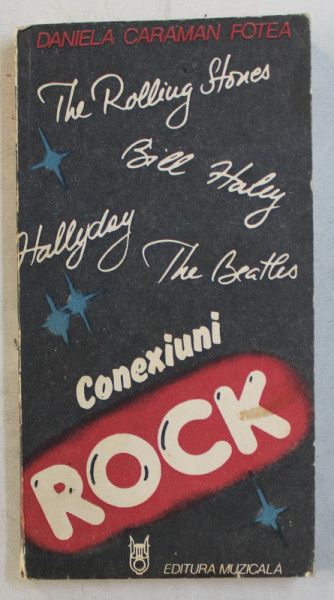 DANIELA CARAMAN FOTEA
The Rolling Stones
Bill Haley
Hallyday
The Beatles
Conexiuni
ROCK
EDITURA MUZICALA